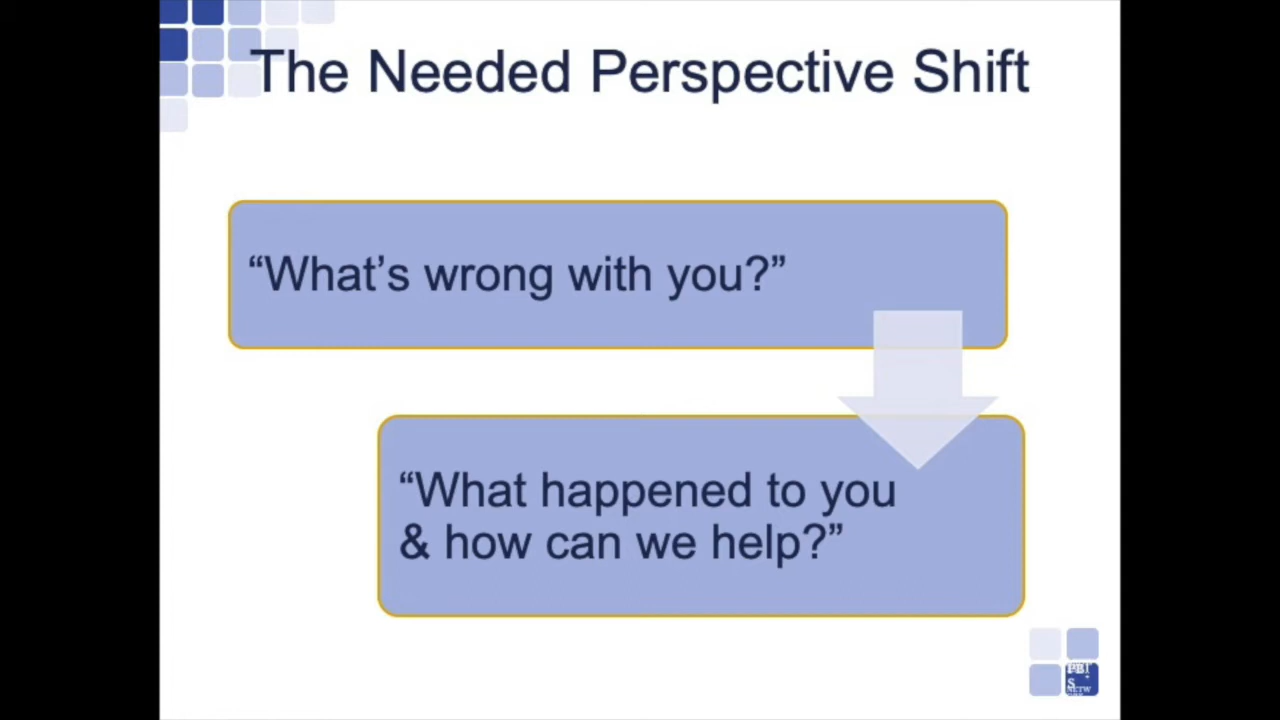 The Needed Perspective Shift
“What’s wrong with you?”
“What happened to you
& how can we help?”